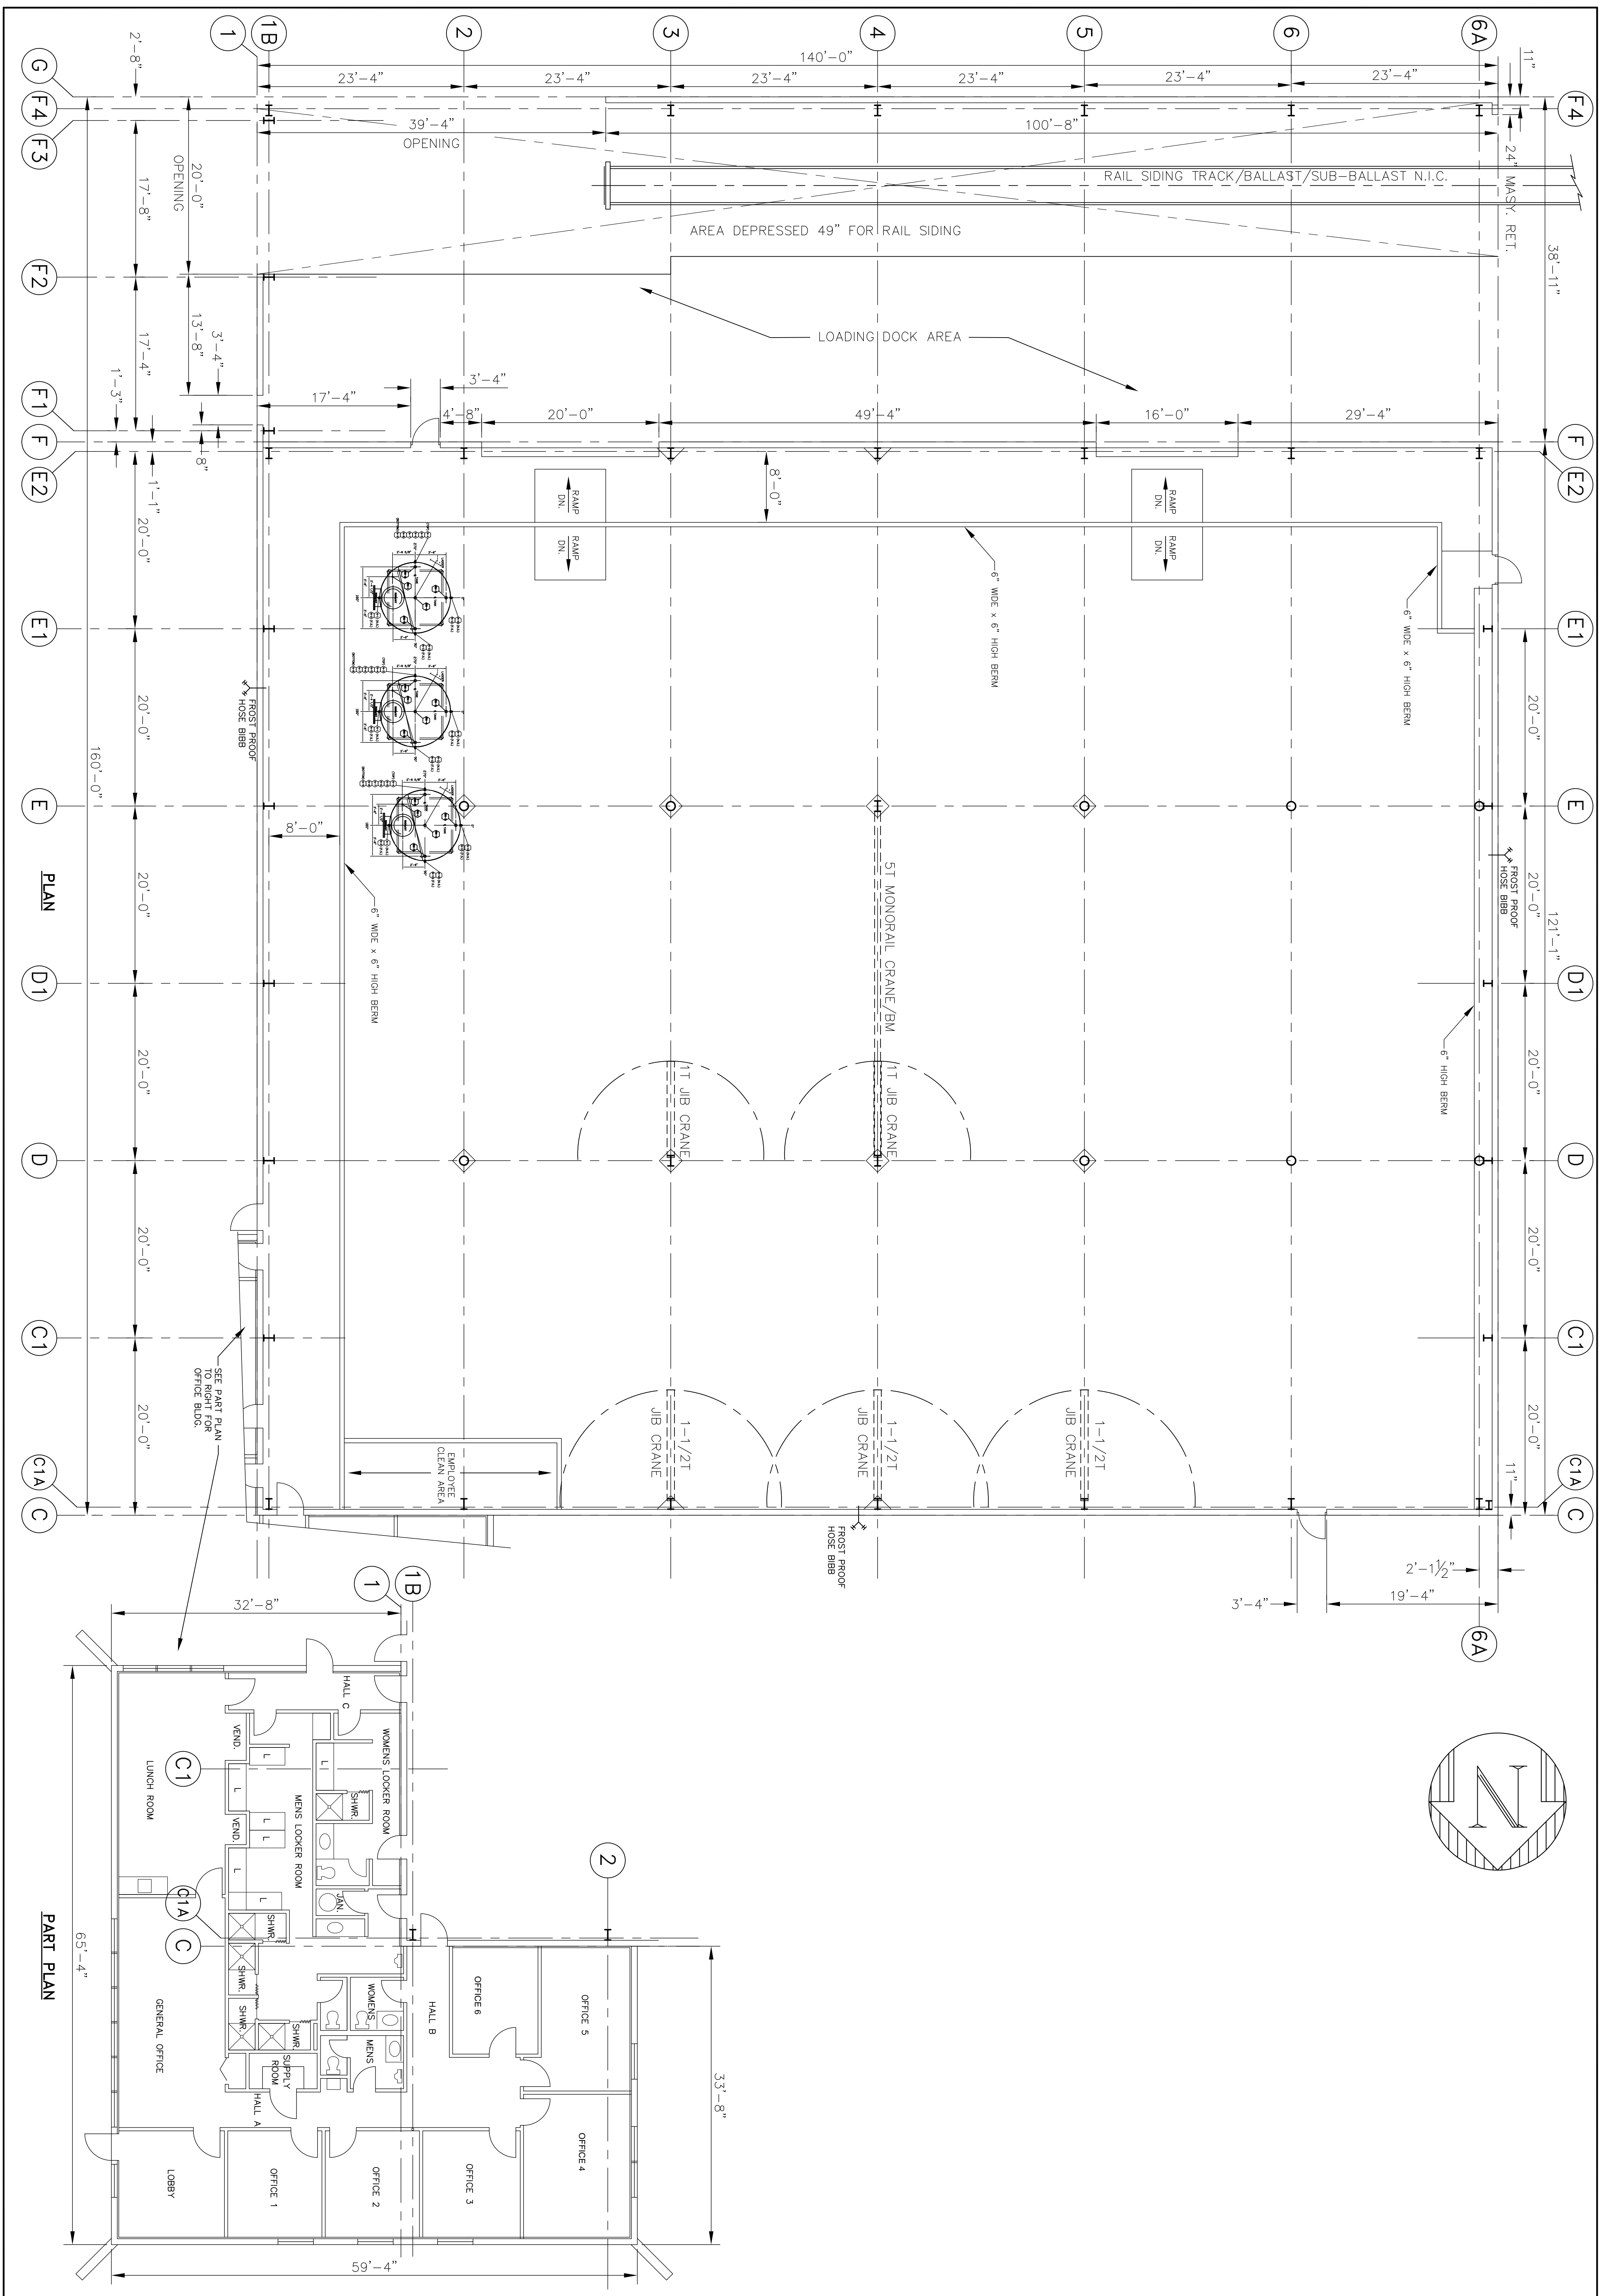 1
1B
2
3
4
5
6
6A
140'-0"
23'-4"
23'-4"
23'-4"
23'-4"
23'-4"
23'-4"
11"
2'-8"
G
F4
F3
F2
F1
F
E2
E1
E
D1
D
C1
C1A
C
F4
F
E2
E1
E
D1
D
C1
C1A
C
39'-4"
OPENING
100'-8"
24" MASY. RET.
38'-11"
RAIL SIDING TRACK/BALLAST/SUB-BALLAST N.I.C.
AREA DEPRESSED 49" FOR RAIL SIDING
20'-0"
OPENING
17'-8"
LOADING DOCK AREA
13'-8"
3'-4"
17'-4"
1'-3"
8"
1'-1"
17'-4"
3'-4"
4'-8"
20'-0"
49'-4"
16'-0"
29'-4"
8'-0"
RAMP
DN.
RAMP
DN.
RAMP
DN.
RAMP
DN.
6" WIDE x 6" HIGH BERM
6" WIDE x 6" HIGH BERM
20'-0"
20'-0"
20'-0"
20'-0"
20'-0"
20'-0"
160'-0"
20'-0"
20'-0"
20'-0"
20'-0"
20'-0"
121'-1"
11"
FROST PROOF
HOSE BIBB
FROST PROOF
HOSE BIBB
8'-0"
6" WIDE x 6" HIGH BERM
6" HIGH BERM
5T MONORAIL CRANE/BM
1T JIB CRANE
1T JIB CRANE
1-1/2T
JIB CRANE
1-1/2T
JIB CRANE
1-1/2T
JIB CRANE
EMPLOYEE
CLEAN AREA
FROST PROOF
HOSE BIBB
SEE PART PLAN
TO RIGHT FOR
OFFICE BLDG.
2'-1½"
3'-4"
19'-4"
6A
PLAN
1
1B
32'-8"
HALL C
VEND.
LUNCH ROOM
C1
WOMENS LOCKER ROOM
L
L
L
L
L
L
L
SHWR.
MENS LOCKER ROOM
VEND.
2
JAN.
C1A
C
SHWR.
SHWR.
SHWR.
SHWR.
WOMENS
MENS
HALL B
OFFICE 6
OFFICE 5
GENERAL OFFICE
SUPPLY
ROOM
HALL A
33'-8"
65'-4"
LOBBY
OFFICE 1
OFFICE 2
OFFICE 3
OFFICE 4
59'-4"
PART PLAN
N